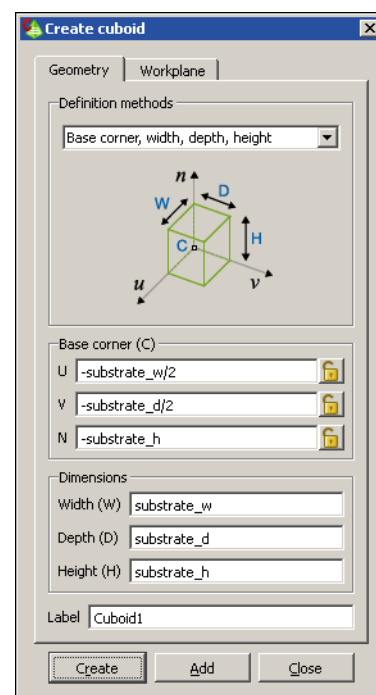 Create cuboid
Geometry Workplane
Definition methods
Base corner, width, depth, height
n
D
W
H
C
u
v
Base corner (C)
U -substrate_w/2
V -substrate_d/2
N -substrate_h
Dimensions
Width (W) substrate_w
Depth (D) substrate_d
Height (H) substrate_h
Label Cuboid1
Create Add Close